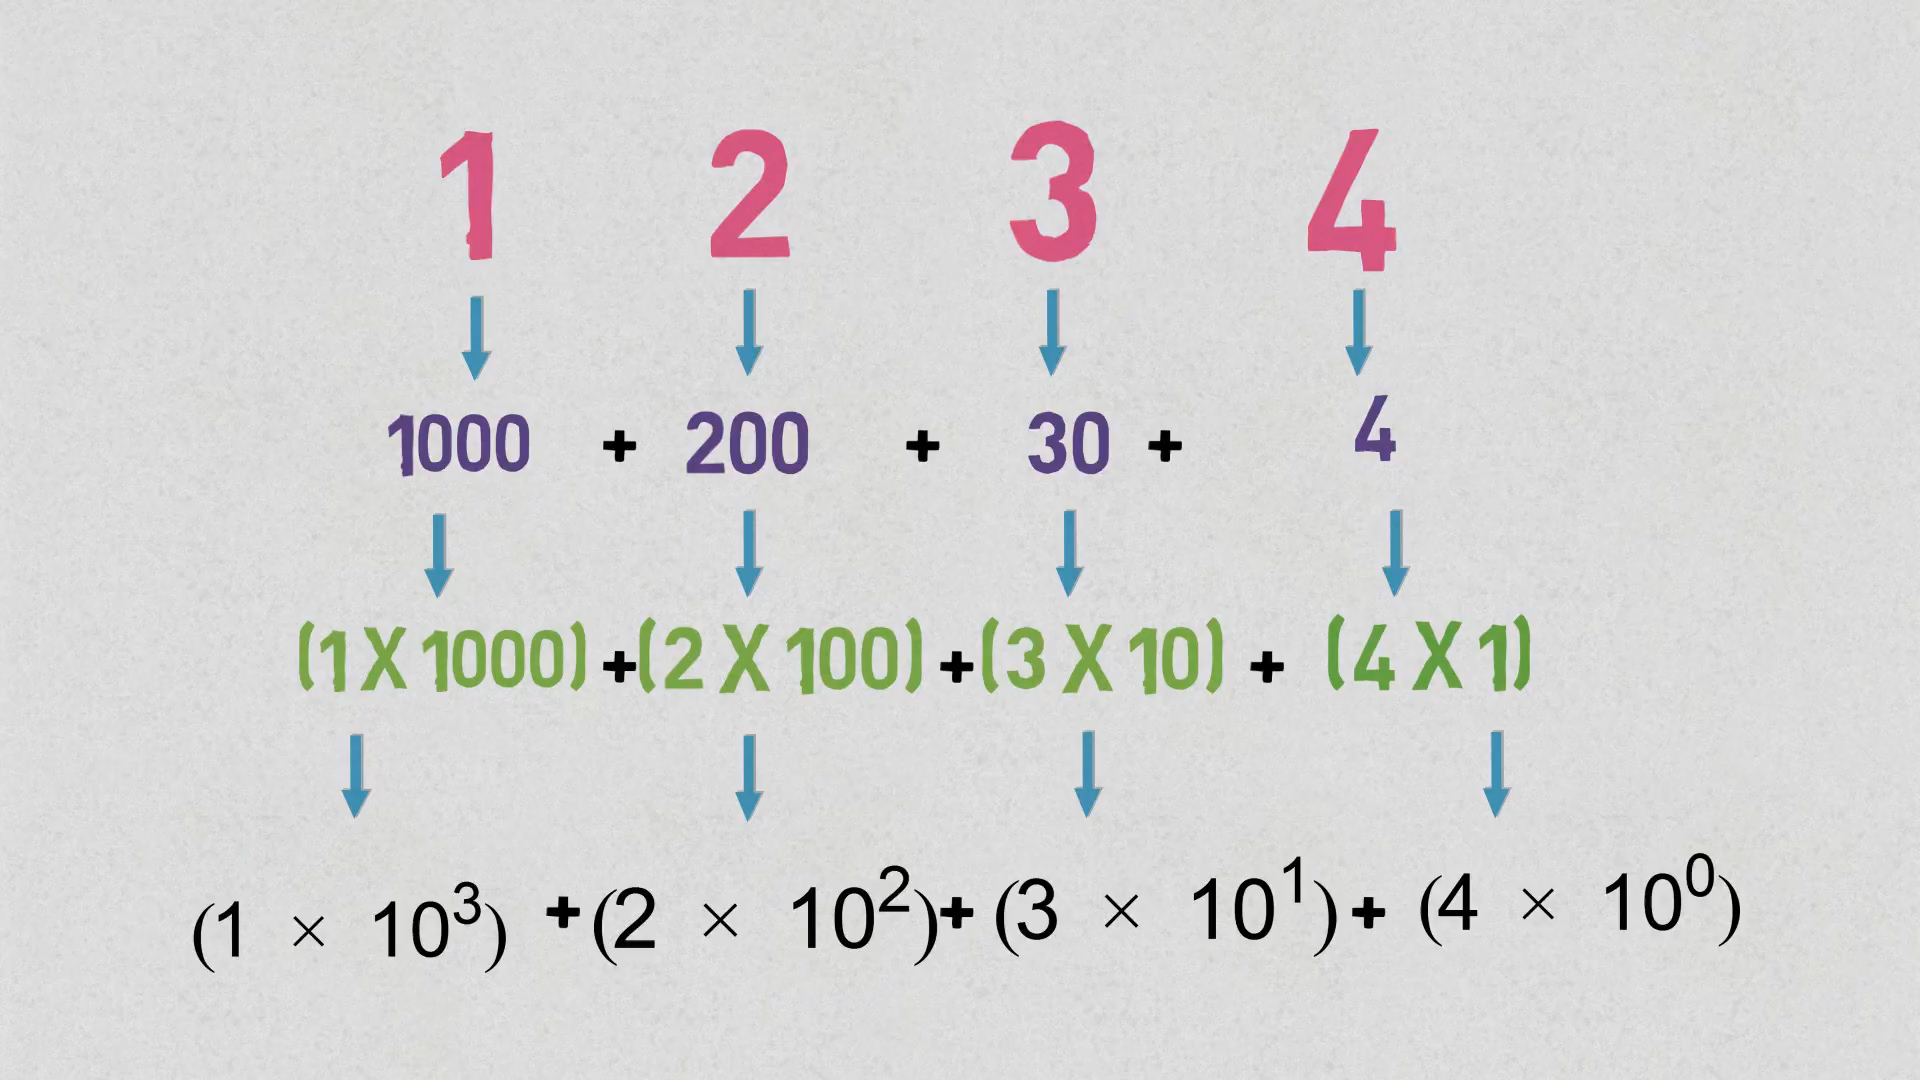 1 2 3 4
1000 + 200 + 30 + 4
(1 X 1000) + (2 X 100) + (3 X 10) + (4 X 1)
(1 × 10³) + (2 × 10²) + (3 × 10¹) + (4 × 10⁰)